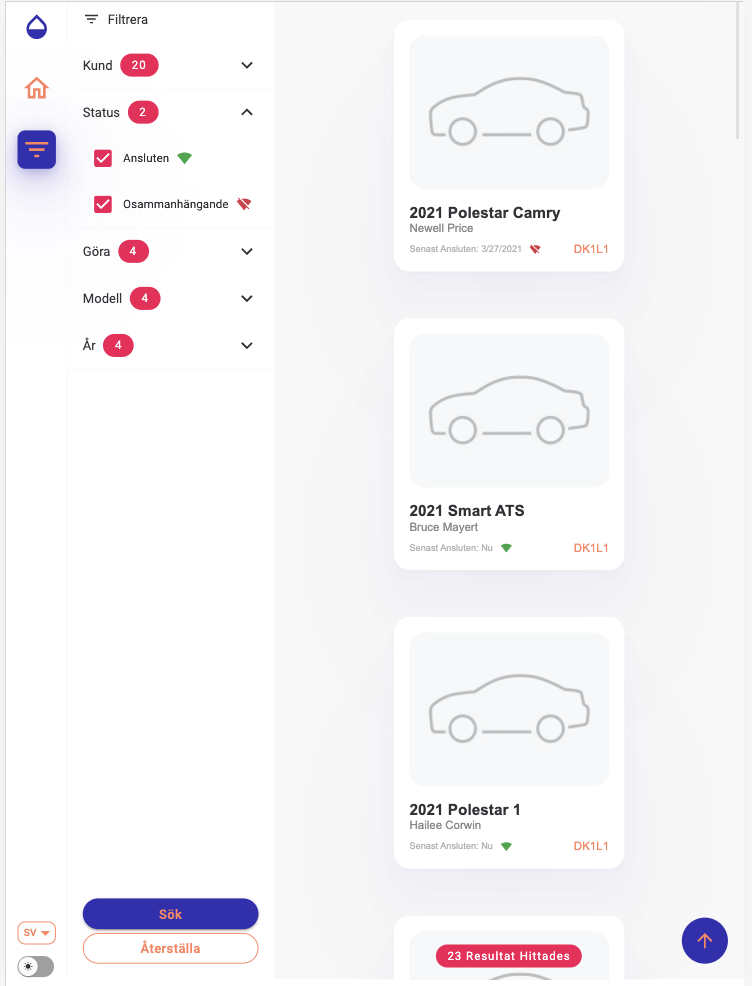 Filtrera
Kund 20
Status 2
Ansluten
Osammanhängande
Göra 4
Modell 4
År 4
Sök
Återställa
SV
2021 Polestar Camry
Newell Price
Senast Ansluten: 3/27/2021 DK1L1
2021 Smart ATS
Bruce Mayert
Senast Ansluten: Nu DK1L1
2021 Polestar 1
Hailee Corwin
Senast Ansluten: Nu DK1L1
23 Resultat Hittades